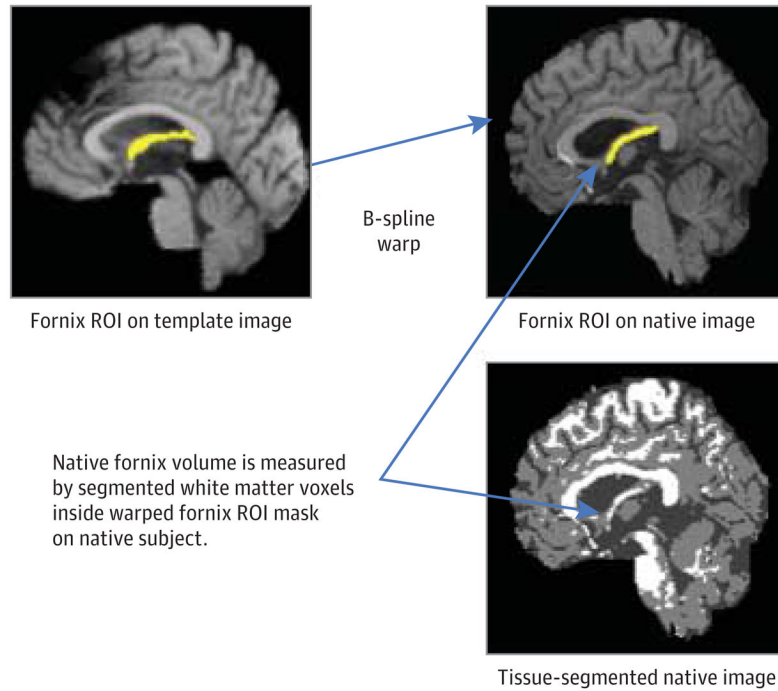 B-spline
warp
Fornix ROI on template image
Fornix ROI on native image
Native fornix volume is measured
by segmented white matter voxels
inside warped fornix ROI mask
on native subject.
Tissue-segmented native image